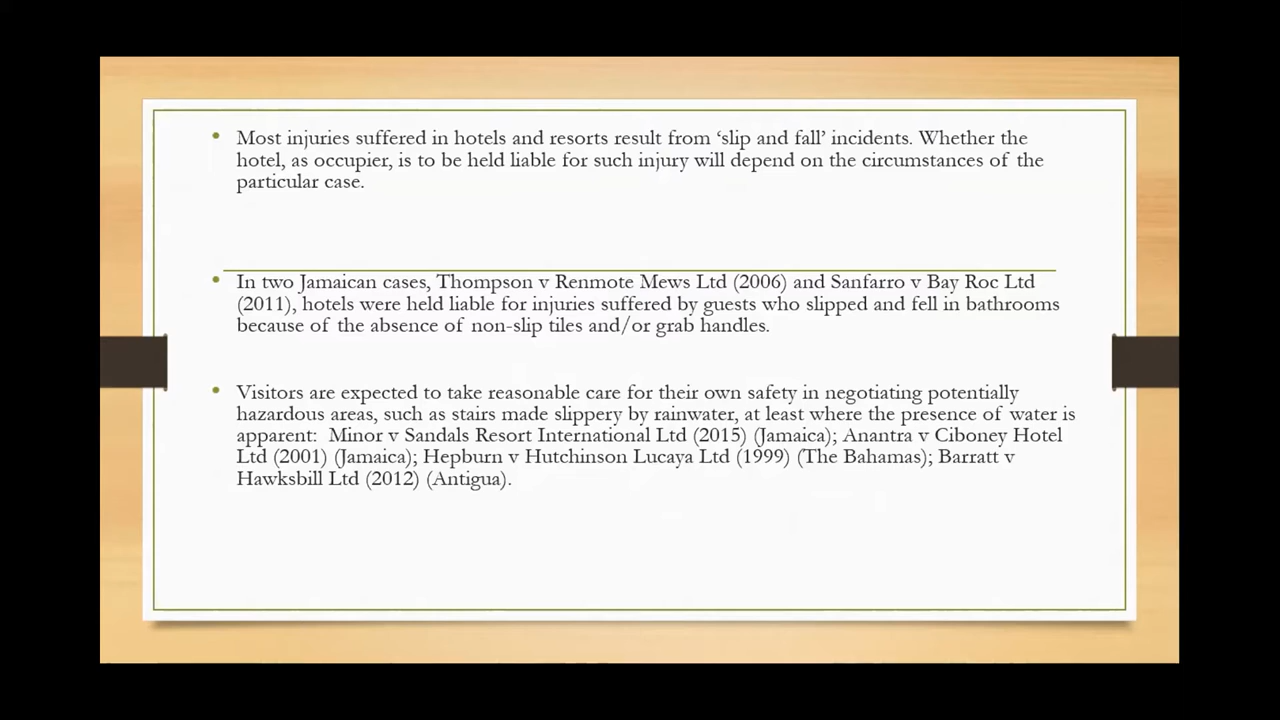 • Most injuries suffered in hotels and resorts result from ‘slip and fall’ incidents. Whether the
hotel, as occupier, is to be held liable for such injury will depend on the circumstances of the
particular case.
• In two Jamaican cases, Thompson v Renmote Mews Ltd (2006) and Sanfarro v Bay Roc Ltd
(2011), hotels were held liable for injuries suffered by guests who slipped and fell in bathrooms
because of the absence of non-slip tiles and/or grab handles.
• Visitors are expected to take reasonable care for their own safety in negotiating potentially
hazardous areas, such as stairs made slippery by rainwater, at least where the presence of water is
apparent:  Minor v Sandals Resort International Ltd (2015) (Jamaica); Anantra v Ciboney Hotel
Ltd (2001) (Jamaica); Hepburn v Hutchinson Lucaya Ltd (1999) (The Bahamas); Barratt v
Hawksbill Ltd (2012) (Antigua).